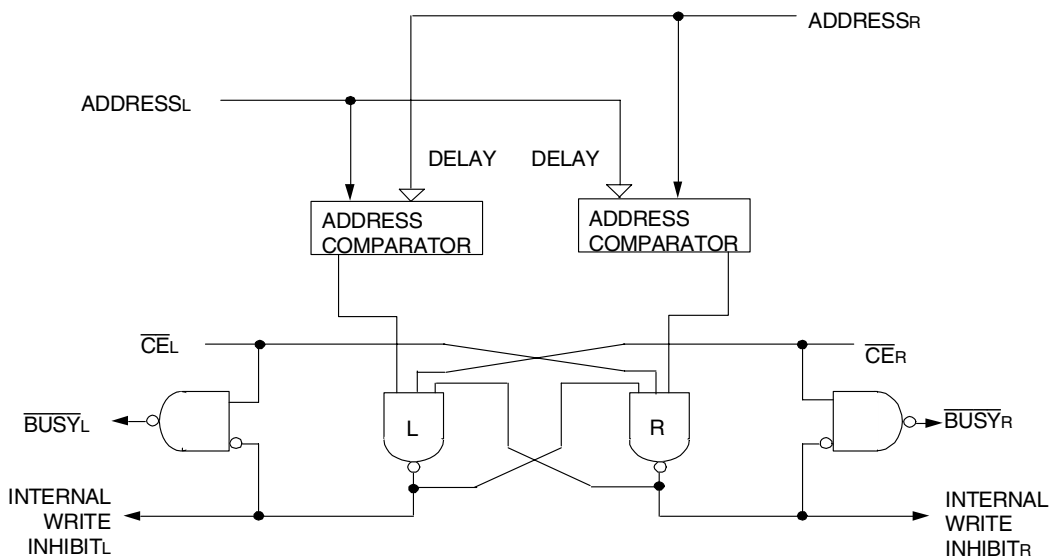 ADDRESSR
ADDRESSL
DELAY DELAY
ADDRESS
COMPARATOR
ADDRESS
COMPARATOR
CEL
CER
BUSYL
L
R
BUSYR
INTERNAL
WRITE
INHIBITL
INTERNAL
WRITE
INHIBITR